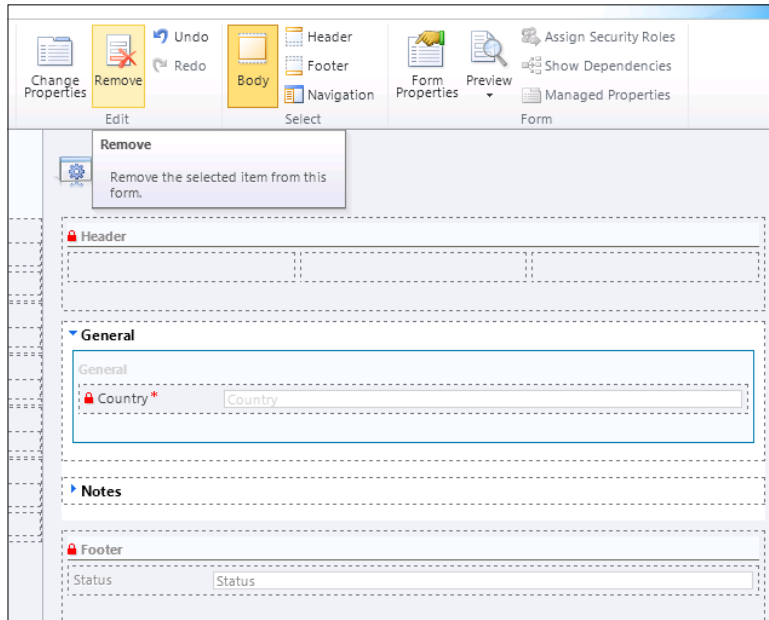 Change
Properties
Remove
Undo
Redo
Edit
Body
Header
Footer
Navigation
Select
Form
Properties
Preview
Assign Security Roles
Show Dependencies
Managed Properties
Form
Remove
Remove the selected item from this
form.
Header
General
General
Country*
Country
Notes
Footer
Status
Status